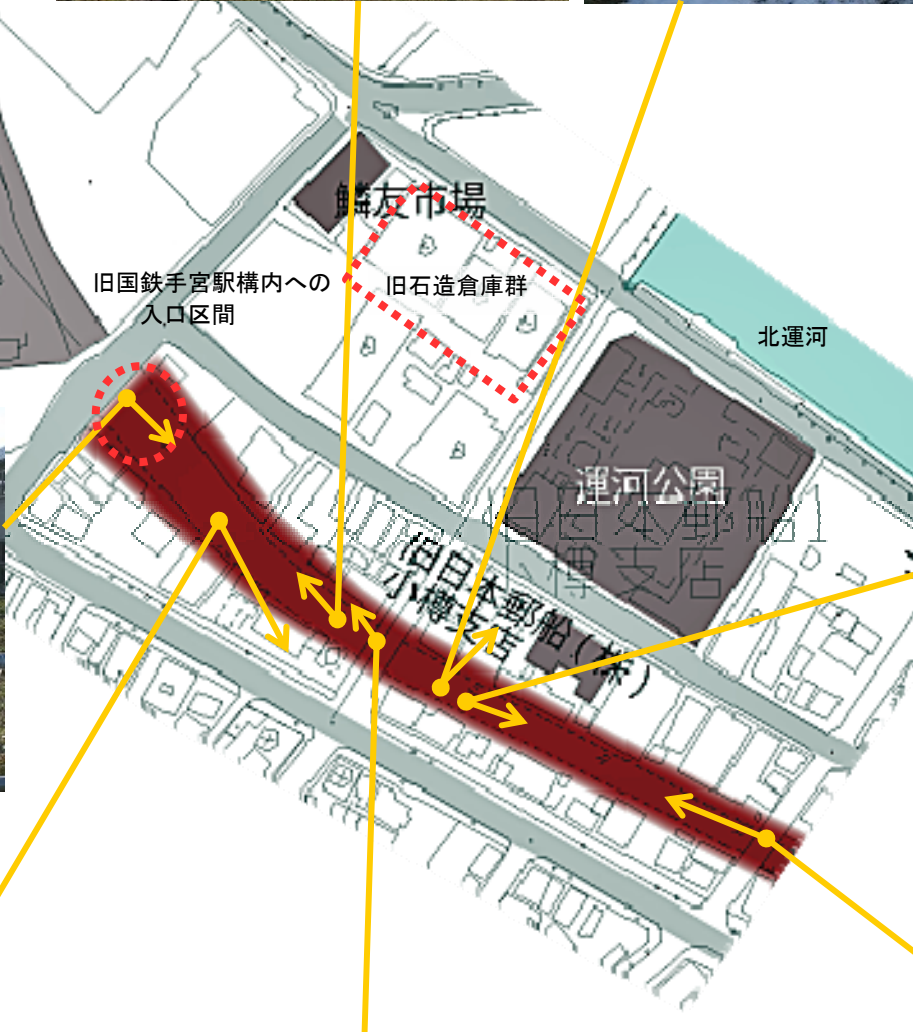 鱗友市場
旧国鉄手宮駅構内への
入口区間
旧石造倉庫群
北運河
運河公園
旧日本郵船1
小樽支店
旧日本郵船(株)
小樽支店